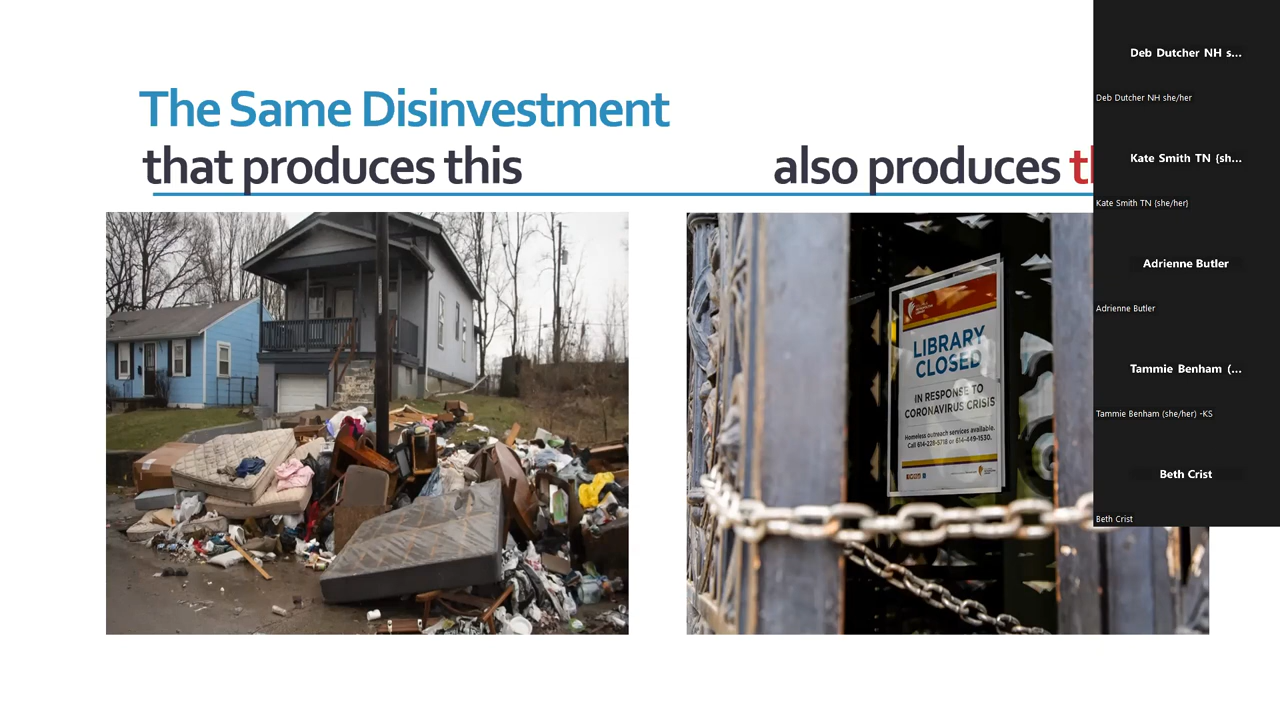 The Same Disinvestment
that produces this
also produces
LIBRARY
CLOSED
IN RESPONSE TO
CORONAVIRUS CRISIS
Homeless outreach services available.
Call 614-228-5718 or 614-449-1530.
Deb Dutcher NH s...
Deb Dutcher NH she/her
Kate Smith TN (sh...
Kate Smith TN (she/her)
Adrienne Butler
Adrienne Butler
Tammie Benham (...
Tammie Benham (she/her) -KS
Beth Crist
Beth Crist